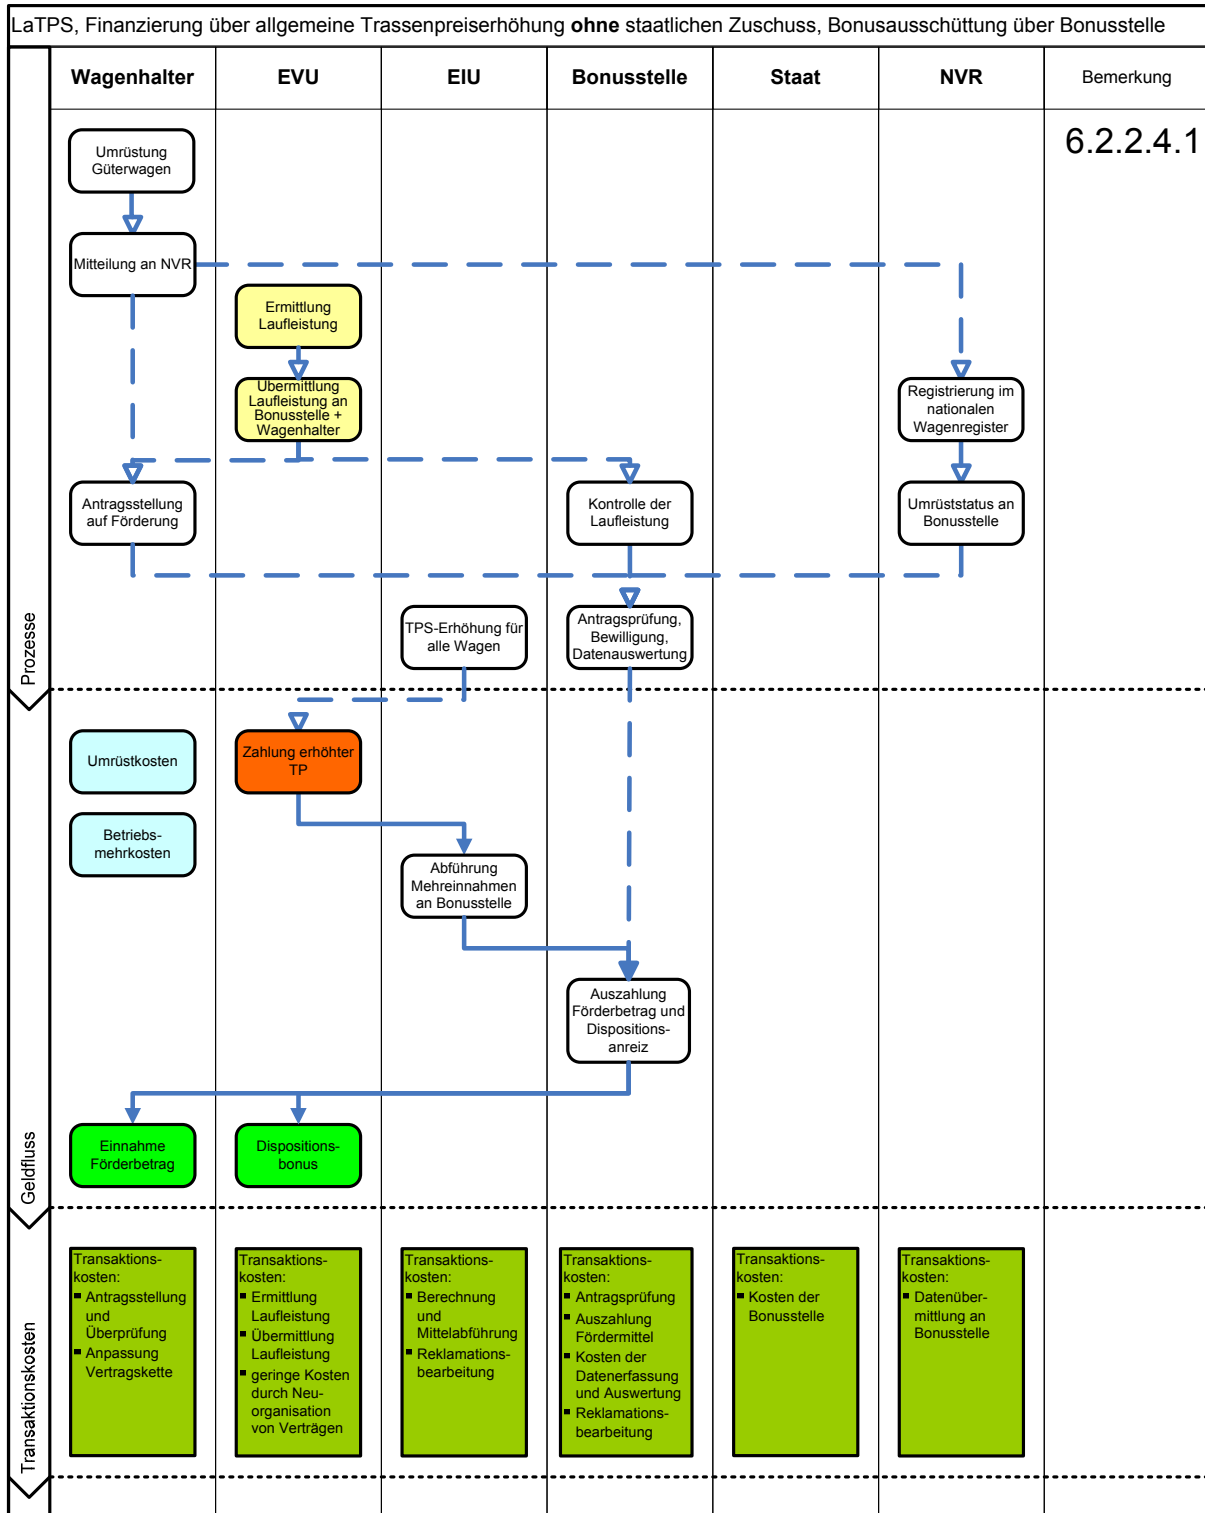 LaTPS, Finanzierung über allgemeine Trassenpreiserhöhung ohne staatlichen Zuschuss, Bonusausschüttung über Bonusstelle
Wagenhalter
EVU
EIU
Bonusstelle
Staat
NVR
Bemerkung
6.2.2.4.1
Prozesse
Umrüstung
Güterwagen
Mitteilung an NVR
Ermittlung
Laufleistung
Übermittlung
Laufleistung an
Bonusstelle +
Wagenhalter
Registrierung im
nationalen
Wagenregister
Antragsstellung
auf Förderung
Kontrolle der
Laufleistung
Umrüststatus an
Bonusstelle
TPS-Erhöhung für
alle Wagen
Antragsprüfung,
Bewilligung,
Datenauswertung
Geldfluss
Umrüstkosten
Zahlung erhöhter
TP
Betriebs-
mehrkosten
Abführung
Mehreinnahmen
an Bonusstelle
Auszahlung
Förderbetrag und
Dispositions-
anreiz
Einnahme
Förderbetrag
Dispositions-
bonus
Transaktionskosten
Transaktions-
kosten:
▪ Antragsstellung
und
Überprüfung
▪ Anpassung
Vertragskette
Transaktions-
kosten:
▪ Ermittlung
Laufleistung
▪ Übermittlung
Laufleistung
▪ geringe Kosten
durch Neu-
organisation
von Verträgen
Transaktions-
kosten:
▪ Berechnung
und
Mittelabführung
▪ Reklamations-
bearbeitung
Transaktions-
kosten:
▪ Antragsprüfung
▪ Auszahlung
Fördermittel
▪ Kosten der
Datenerfassung
und Auswertung
▪ Reklamations-
bearbeitung
Transaktions-
kosten:
▪ Kosten der
Bonusstelle
Transaktions-
kosten:
▪ Datenüber-
mittlung an
Bonusstelle